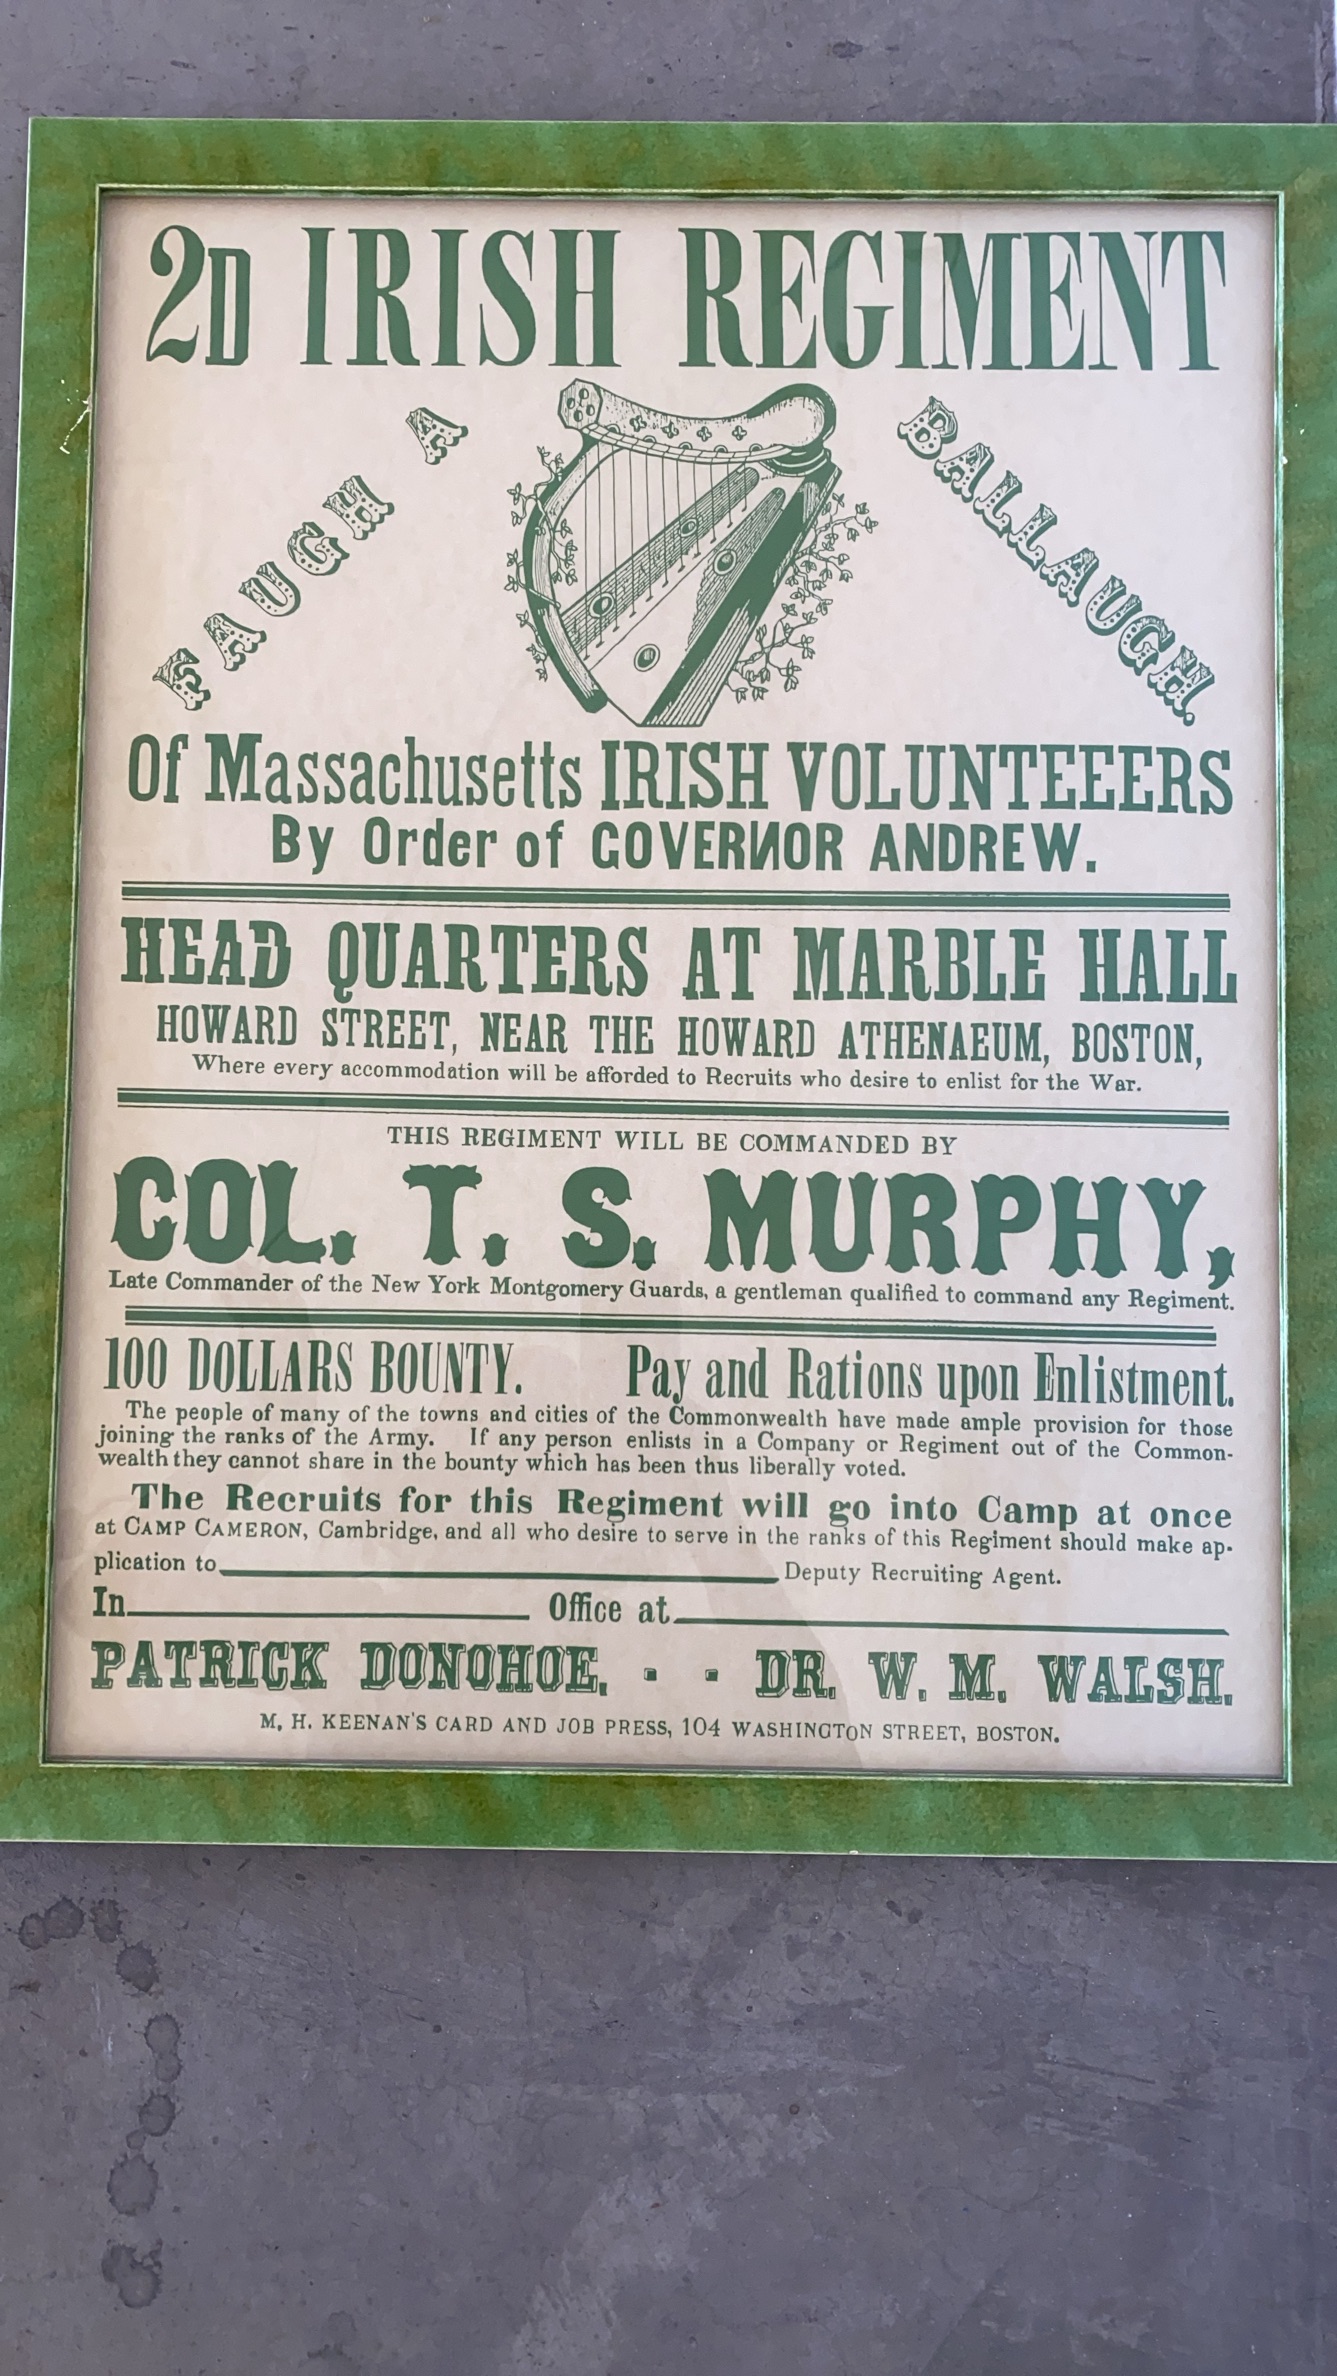 2D IRISH REGIMENT
FAUGH A BALLAUGH.
Of Massachusetts IRISH VOLUNTEEERS
By Order of GOVERNOR ANDREW.
HEAD QUARTERS AT MARBLE HALL
HOWARD STREET, NEAR THE HOWARD ATHENAEUM, BOSTON,
Where every accommodation will be afforded to Recruits who desire to enlist for the War.
THIS REGIMENT WILL BE COMMANDED BY
COL. T. S. MURPHY,
Late Commander of the New York Montgomery Guards, a gentleman qualified to command any Regiment.
100 DOLLARS BOUNTY. Pay and Rations upon Enlistment.
The people of many of the towns and cities of the Commonwealth have made ample provision for those
joining the ranks of the Army. If any person enlists in a Company or Regiment out of the Common-
wealth they cannot share in the bounty which has been thus liberally voted.
The Recruits for this Regiment will go into Camp at once
at CAMP CAMERON, Cambridge, and all who desire to serve in the ranks of this Regiment should make ap-
plication to Deputy Recruiting Agent.
In Office at
PATRICK DONOHOE. - - DR. W. M. WALSH.
M, H. KEENAN'S CARD AND JOB PRESS, 104 WASHINGTON STREET, BOSTON.